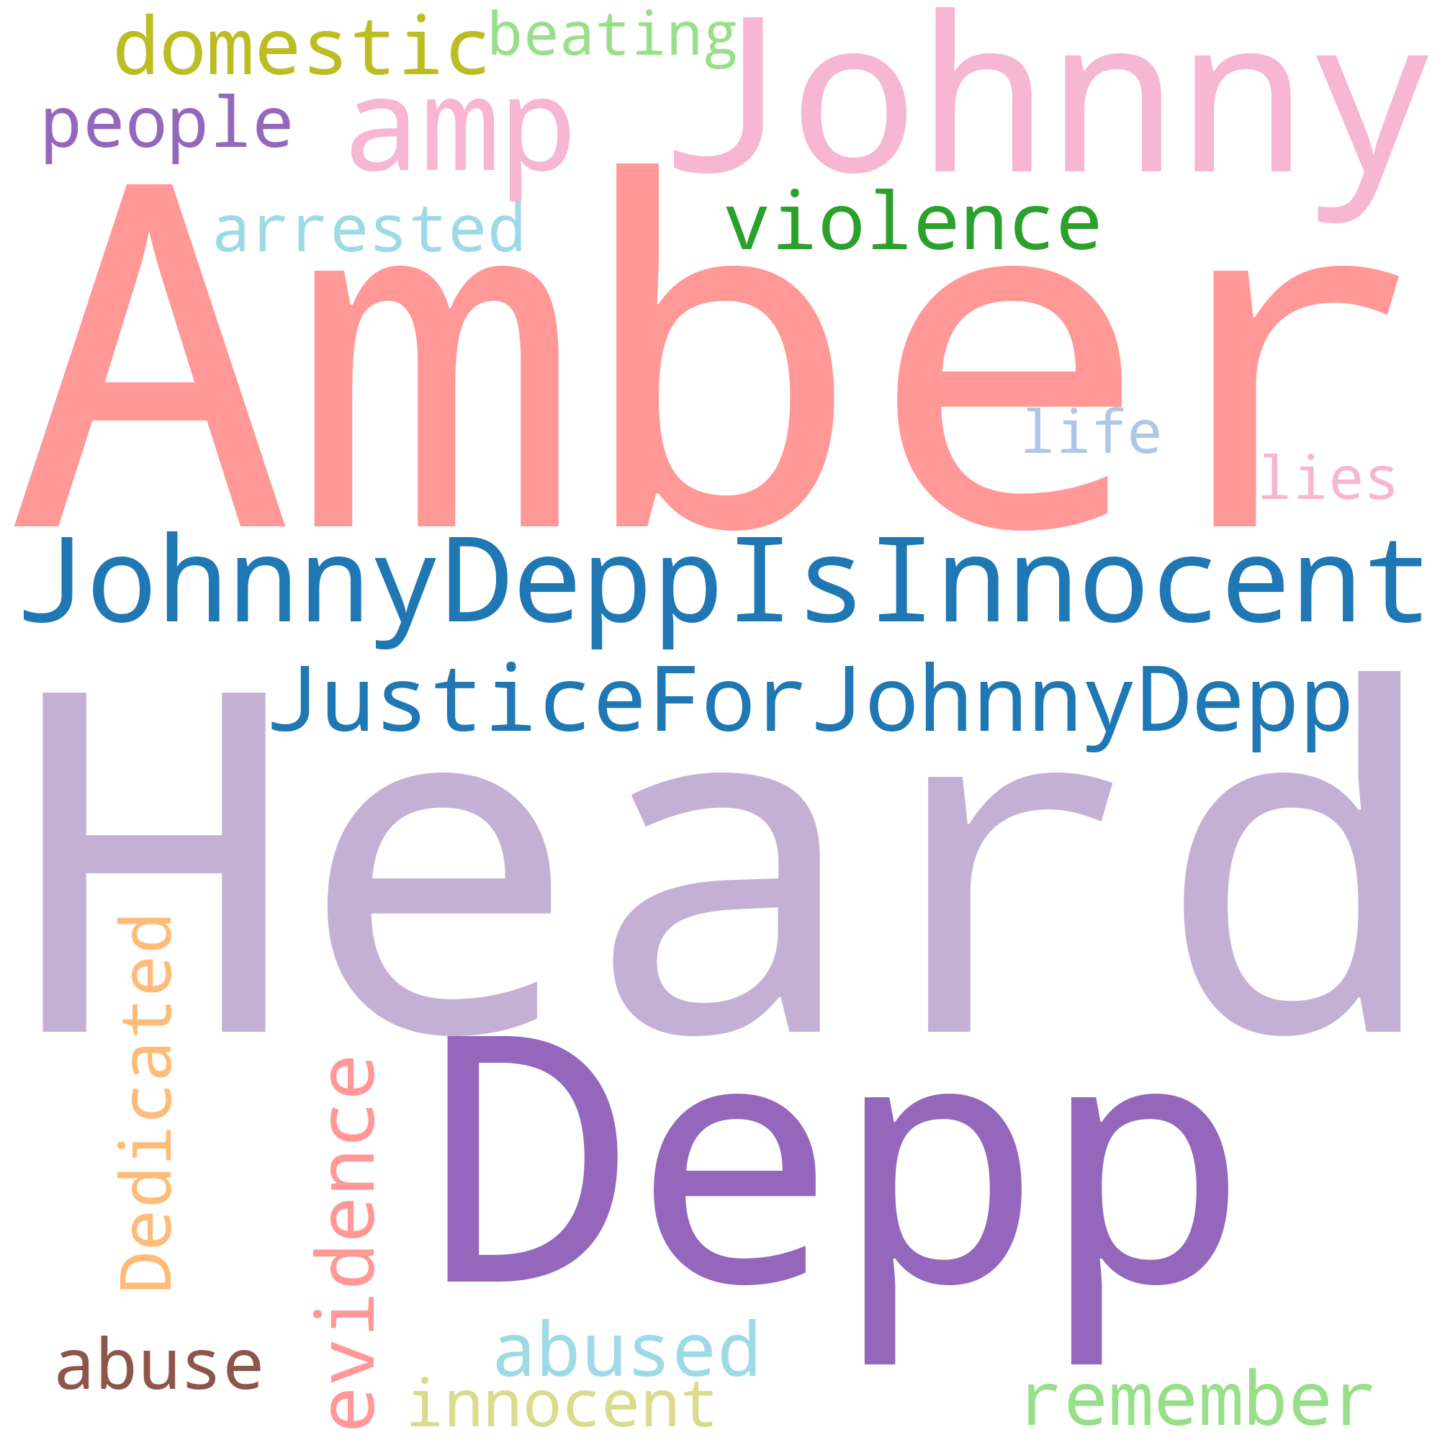 domestic beating Johnny
people amp
Amber
arrested violence
life
lies
JohnnyDeppIsInnocent
JusticeForJohnnyDepp
Heard
Dedicated
evidence
Depp
abuse
abused
innocent
remember